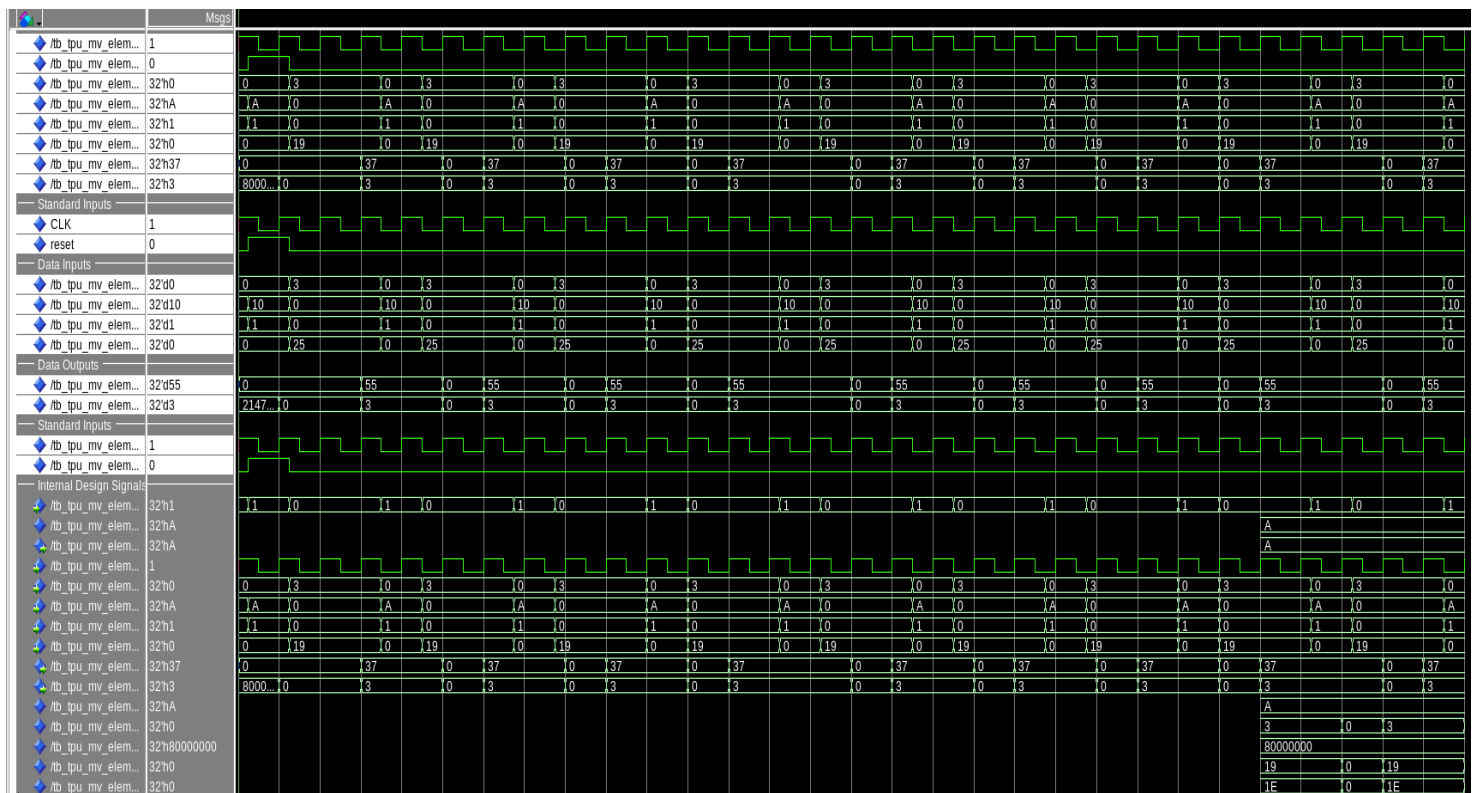 Msgs
/tb_tpu_mv_elem... 1
/tb_tpu_mv_elem... 0
/tb_tpu_mv_elem... 32'h0 0 3 0 3 0 3 0 3 0 3 0 3 0 3 0 3 0 3 0
/tb_tpu_mv_elem... 32'hA A 0 A 0 A 0 A 0 A 0 A 0 A 0 A 0 A 0 A
/tb_tpu_mv_elem... 32'h1 1 0 1 0 1 0 1 0 1 0 1 0 1 0 1 0 1 0 1
/tb_tpu_mv_elem... 32'h0 0 19 0 19 0 19 0 19 0 19 0 19 0 19 0 19 0 19 0
/tb_tpu_mv_elem... 32'h37 0 37 0 37 0 37 0 37 0 37 0 37 0 37 0 37 0 37
/tb_tpu_mv_elem... 32'h3 8000... 0 3 0 3 0 3 0 3 0 3 0 3 0 3 0 3 0 3
Standard Inputs
CLK 1
reset 0
Data Inputs
/tb_tpu_mv_elem... 32'd0 0 3 0 3 0 3 0 3 0 3 0 3 0 3 0 3 0 3 0
/tb_tpu_mv_elem... 32'd10 10 0 10 0 10 0 10 0 10 0 10 0 10 0 10 0 10 0 10
/tb_tpu_mv_elem... 32'd1 1 0 1 0 1 0 1 0 1 0 1 0 1 0 1 0 1 0 1
/tb_tpu_mv_elem... 32'd0 0 25 0 25 0 25 0 25 0 25 0 25 0 25 0 25 0 25 0
Data Outputs
/tb_tpu_mv_elem... 32'd55 0 55 0 55 0 55 0 55 0 55 0 55 0 55 0 55 0 55
/tb_tpu_mv_elem... 32'd3 2147... 0 3 0 3 0 3 0 3 0 3 0 3 0 3 0 3 0 3
Standard Inputs
/tb_tpu_mv_elem... 1
/tb_tpu_mv_elem... 0
Internal Design Signals
/tb_tpu_mv_elem... 32'h1 1 0 1 0 1 0 1 0 1 0 1 0 1 0 1 0 1 0 1
/tb_tpu_mv_elem... 32'hA A
/tb_tpu_mv_elem... 32'hA A
/tb_tpu_mv_elem... 1
/tb_tpu_mv_elem... 32'h0 0 3 0 3 0 3 0 3 0 3 0 3 0 3 0 3 0 3 0
/tb_tpu_mv_elem... 32'hA A 0 A 0 A 0 A 0 A 0 A 0 A 0 A 0 A 0 A
/tb_tpu_mv_elem... 32'h1 1 0 1 0 1 0 1 0 1 0 1 0 1 0 1 0 1 0 1
/tb_tpu_mv_elem... 32'h0 0 19 0 19 0 19 0 19 0 19 0 19 0 19 0 19 0 19 0
/tb_tpu_mv_elem... 32'h37 0 37 0 37 0 37 0 37 0 37 0 37 0 37 0 37 0 37
/tb_tpu_mv_elem... 32'h3 8000... 0 3 0 3 0 3 0 3 0 3 0 3 0 3 0 3 0 3
/tb_tpu_mv_elem... 32'hA A
/tb_tpu_mv_elem... 32'h0 3 0 3
/tb_tpu_mv_elem... 32'h80000000 80000000
/tb_tpu_mv_elem... 32'h0 19 0 19
/tb_tpu_mv_elem... 32'h0 1E 0 1E